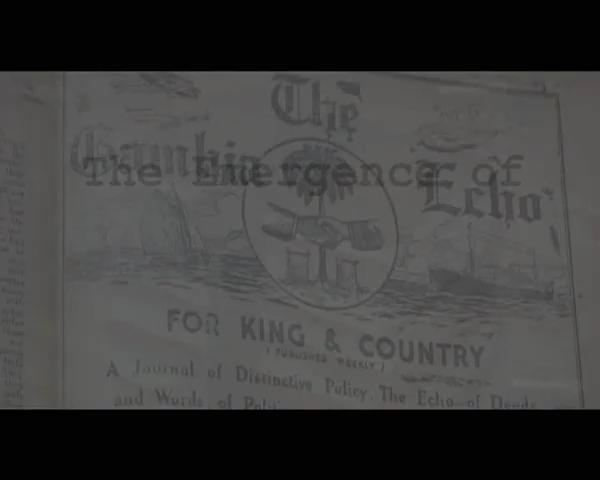 The
Gambia Echo
The Emergence of
FOR KING & COUNTRY
( PUBLISHED WEEKLY )
A Journal of Distinctive Policy, The Echo of Deeds
and Words of